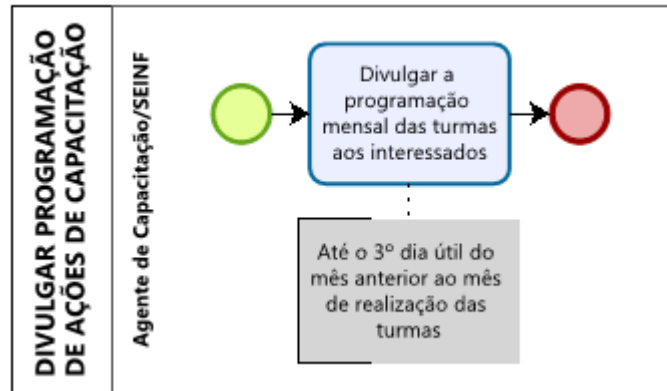 DIVULGAR PROGRAMAÇÃO
DE AÇÕES DE CAPACITAÇÃO
Agente de Capacitação/SEINF
Divulgar a
programação
mensal das turmas
aos interessados
Até o 3º dia útil do
mês anterior ao mês
de realização das
turmas